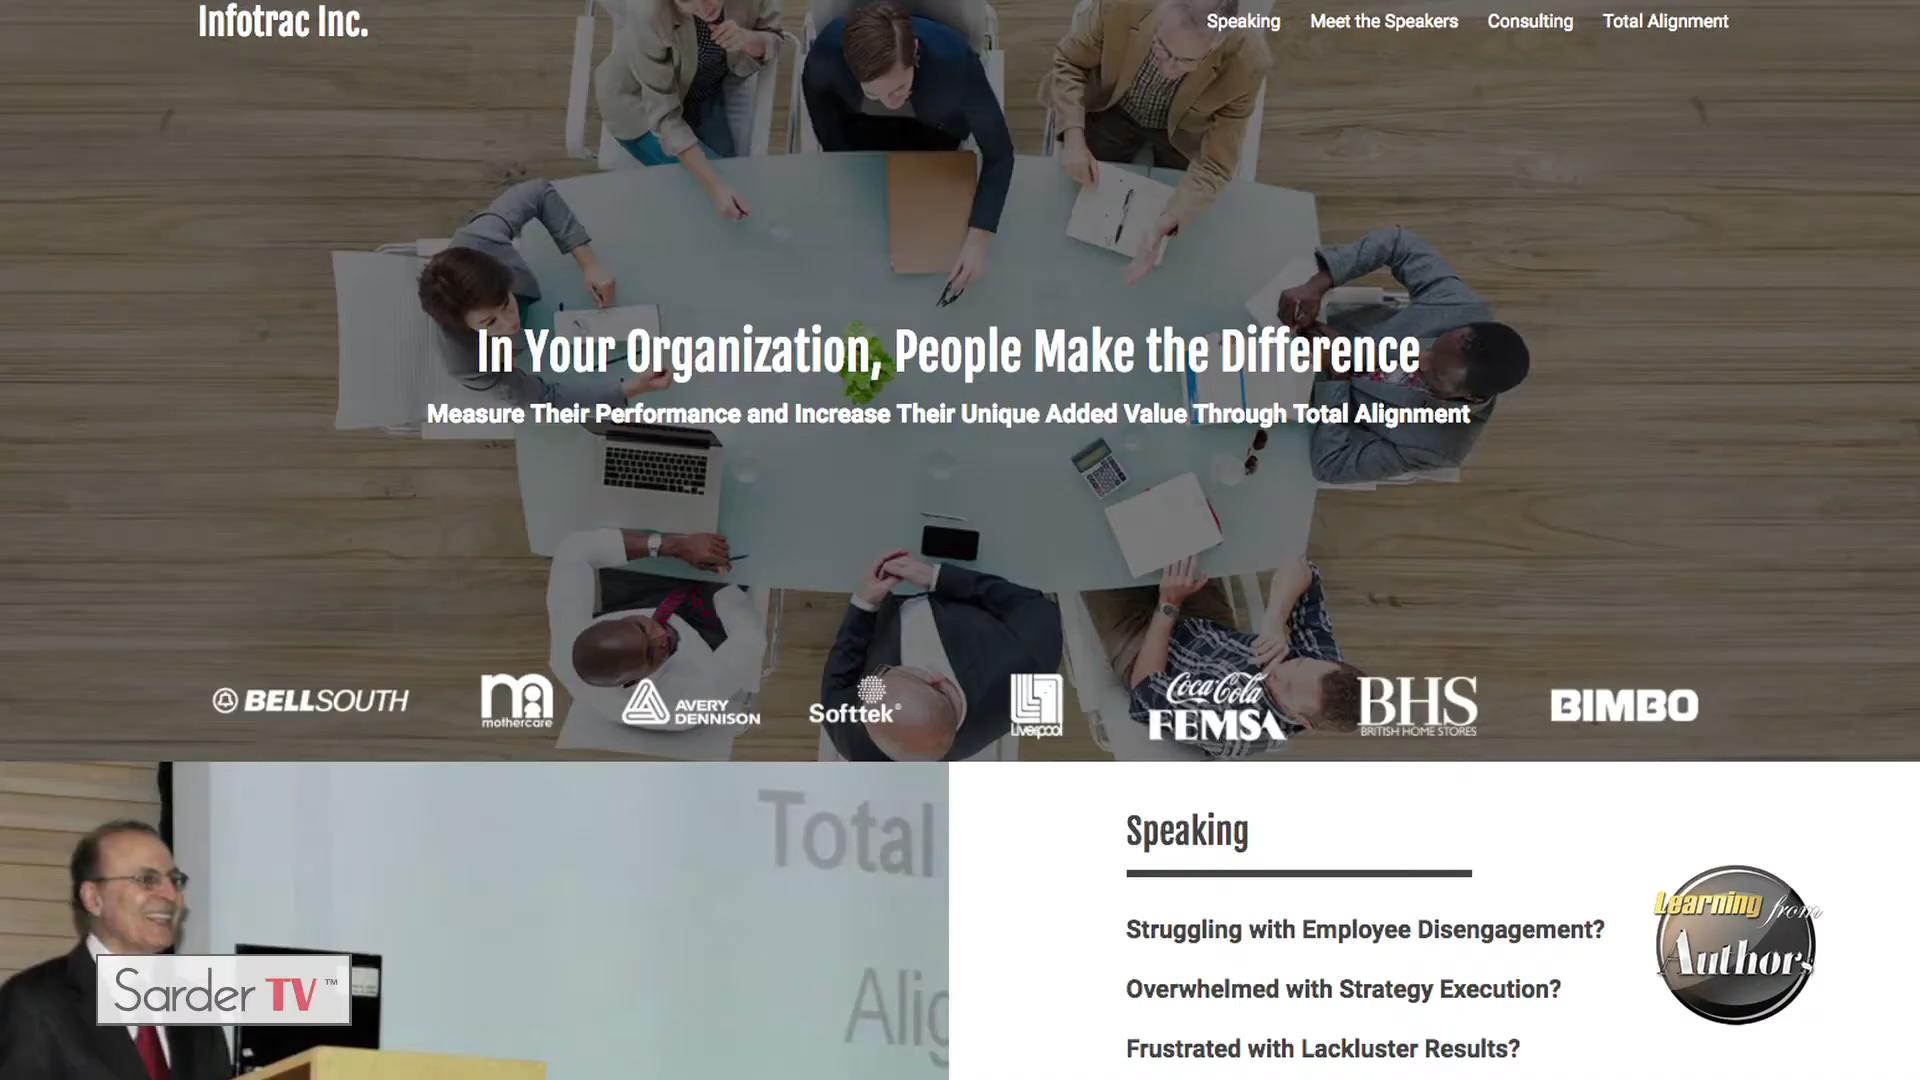 Infotrac Inc.
Speaking
Meet the Speakers
Consulting
Total Alignment
In Your Organization, People Make the Difference
Measure Their Performance and Increase Their Unique Added Value Through Total Alignment
BELLSOUTH
mothercare
AVERY
DENNISON
Softtek®
Liverpool
Coca-Cola
FEMSA
BHS
BRITISH HOME STORES
BIMBO
Total
Alig
Speaking
Struggling with Employee Disengagement?
Overwhelmed with Strategy Execution?
Frustrated with Lackluster Results?
Learning from
Authors
Sarder TV™